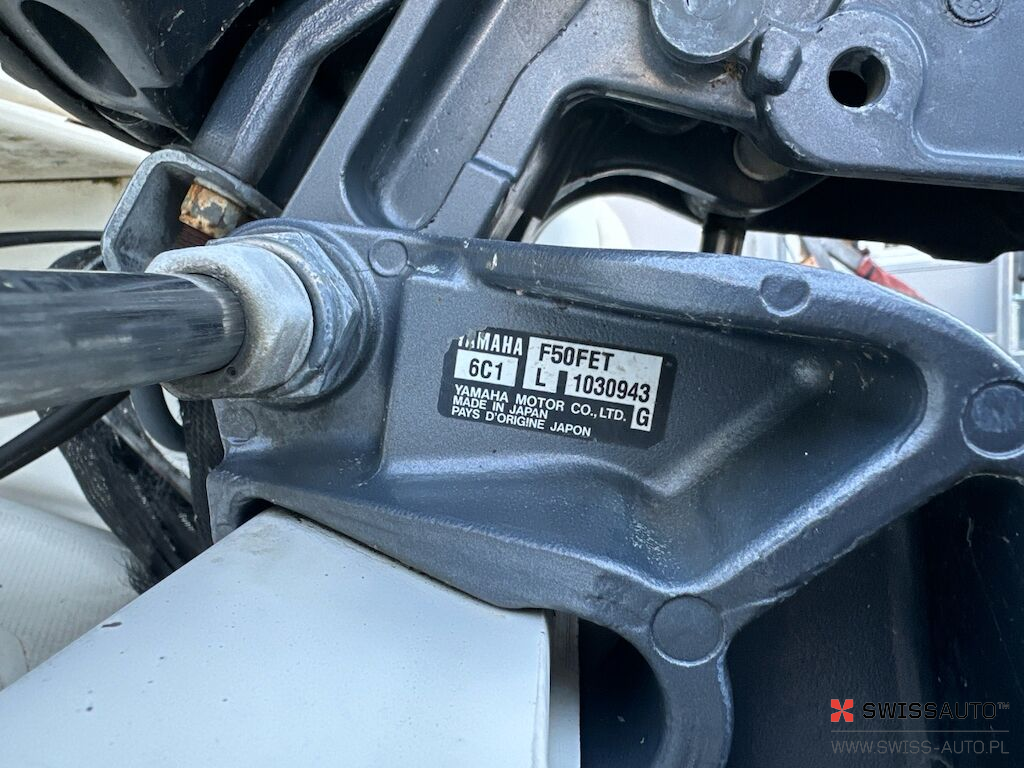 YAMAHA F50FET
6C1 L 1030943
YAMAHA MOTOR CO., LTD.
MADE IN JAPAN
PAYS D'ORIGINE JAPON G
SWISSAUTO™
WWW.SWISS-AUTO.PL